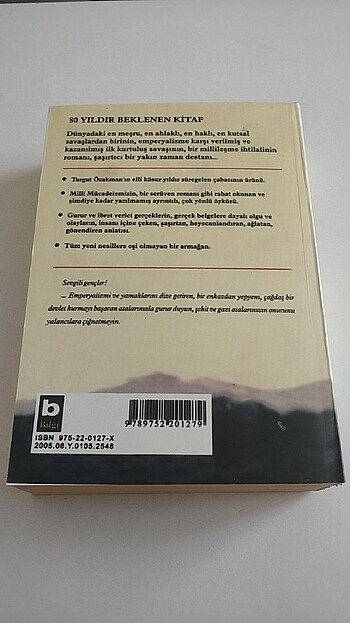 80 YILDIR BEKLENEN KİTAP
Dünyadaki en meşru, en ahlaklı, en haklı, en kutsal
savaşlardan birinin, emperyalizme karşı verilmiş ve
kazanılmış ilk kurtuluş savaşının, bir millileşme ihtilalinin
romanı, şaşırtıcı bir yakın zaman destanı...
• Turgut Özakman'ın elli küsur yıldır süregelen çabasının ürünü.
• Milli Mücadelemizin, bir serüven romanı gibi rahat okunan ve
şimdiye kadar yazılmamış ayrıntılı, çok yönlü öyküsü.
• Gurur ve ibret verici gerçeklerin, gerçek belgelere dayalı olgu ve
olayların, insanı içine çeken, şaşırtan, heyecanlandıran, ağlatan,
gönendiren anlatısı.
• Tüm yeni nesillere eşi olmayan bir armağan.
Sevgili gençler!
... Emperyalizmi ve yamaklarını dize getiren, bir enkazdan yepyeni, çağdaş bir
devlet kurmayı başaran atalarınızla gurur duyun, şehit ve gazi atalarınızın onurunu
yalancılara çiğnetmeyin.
b
Bilgi
9789752201279
ISBN 975-22-0127-X
2005.06.Y.0105.2548